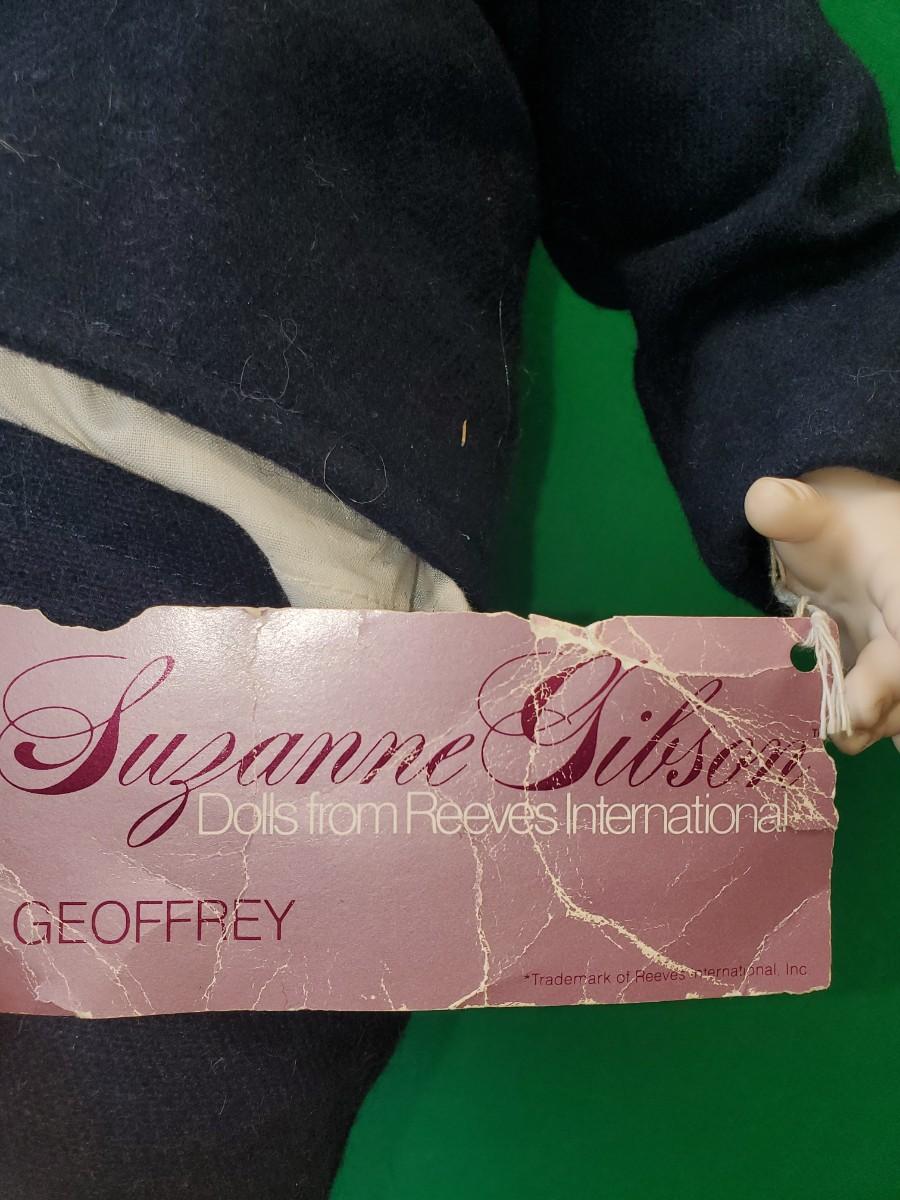 Suzanne Gibson™
Dolls from Reeves International*
GEOFFREY
*Trademark of Reeves International, Inc